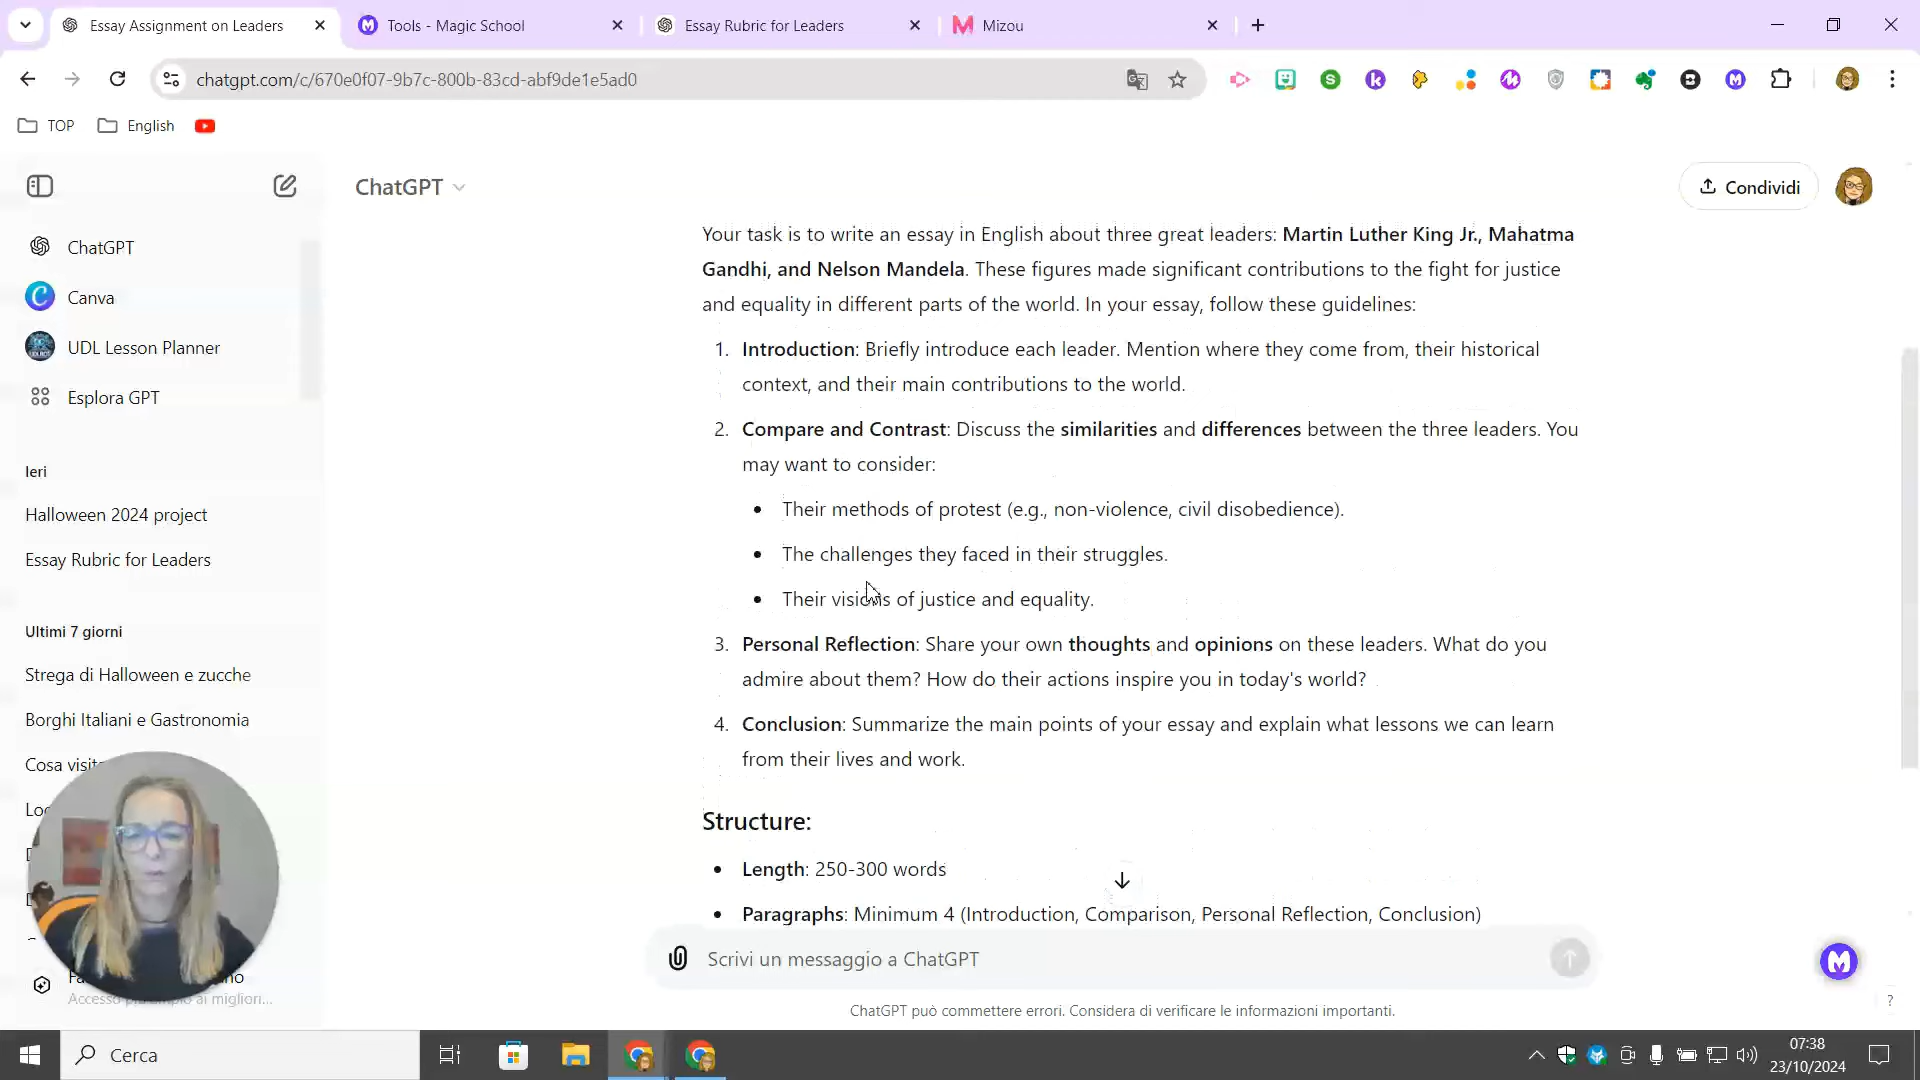 Essay Assignment on Leaders
Tools - Magic School
Essay Rubric for Leaders
Mizou
chatgpt.com/c/670e0f07-9b7c-800b-83cd-abf9de1e5ad0
TOP
English
ChatGPT
Condividi
ChatGPT
Canva
UDL Lesson Planner
Esplora GPT
Ieri
Halloween 2024 project
Essay Rubric for Leaders
Ultimi 7 giorni
Strega di Halloween e zucche
Borghi Italiani e Gastronomia
Cosa
Your task is to write an essay in English about three great leaders: Martin Luther King Jr., Mahatma
Gandhi, and Nelson Mandela. These figures made significant contributions to the fight for justice
and equality in different parts of the world. In your essay, follow these guidelines:
1. Introduction: Briefly introduce each leader. Mention where they come from, their historical
context, and their main contributions to the world.
2. Compare and Contrast: Discuss the similarities and differences between the three leaders. You
may want to consider:
• Their methods of protest (e.g., non-violence, civil disobedience).
• The challenges they faced in their struggles.
• Their visions of justice and equality.
3. Personal Reflection: Share your own thoughts and opinions on these leaders. What do you
admire about them? How do their actions inspire you in today's world?
4. Conclusion: Summarize the main points of your essay and explain what lessons we can learn
from their lives and work.
Structure:
• Length: 250-300 words
• Paragraphs: Minimum 4 (Introduction, Comparison, Personal Reflection, Conclusion)
Scrivi un messaggio a ChatGPT
ChatGPT può commettere errori. Considera di verificare le informazioni importanti.
?
Cerca
07:38
23/10/2024